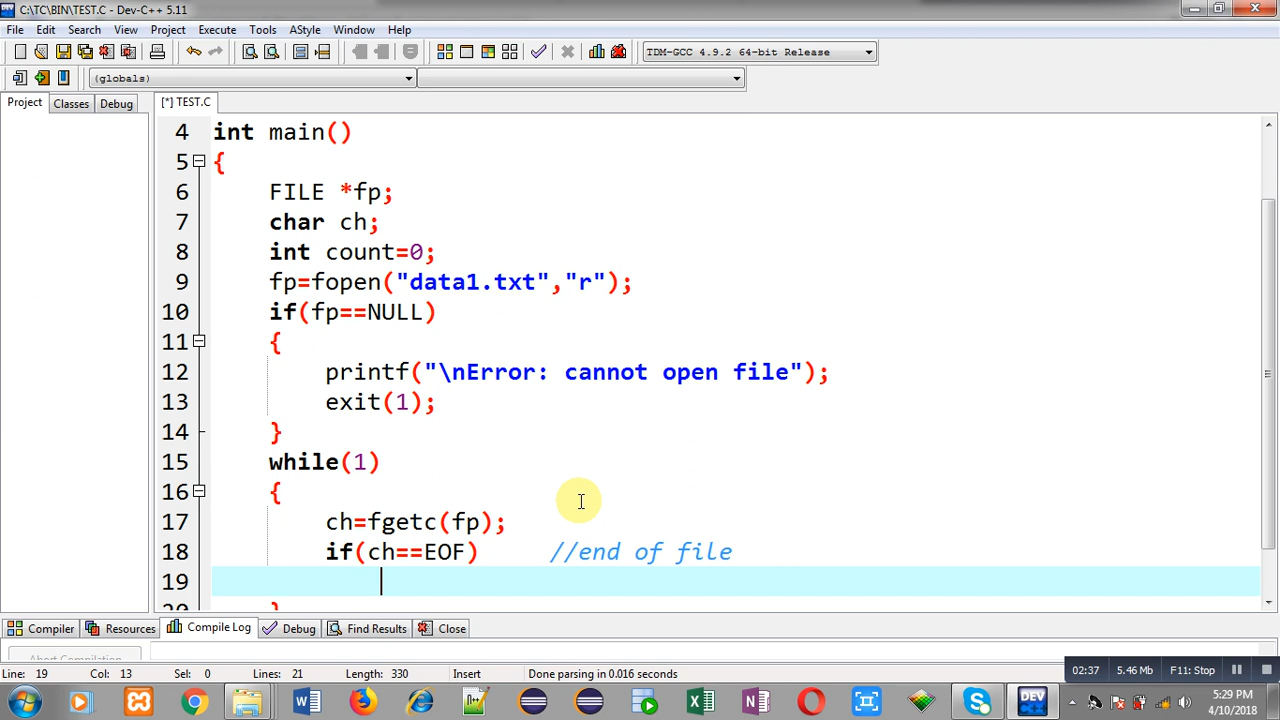 C:\TC\BIN\TEST.C - Dev-C++ 5.11
File Edit Search View Project Execute Tools AStyle Window Help
TDM-GCC 4.9.2 64-bit Release
(globals)
Project Classes Debug [*] TEST.C
4 int main()
5 {
6 FILE *fp;
7 char ch;
8 int count=0;
9 fp=fopen("data1.txt","r");
10 if(fp==NULL)
11 {
12 printf("\nError: cannot open file");
13 exit(1);
14 }
15 while(1)
16 {
17 ch=fgetc(fp);
18 if(ch==EOF) //end of file
19
20 }
Compiler Resources Compile Log Debug Find Results Close
Abort Compilation
Line: 19 Col: 13 Sel: 0 Lines: 21 Length: 330 Insert Done parsing in 0.016 seconds
02:37 5.46 Mb F11: Stop
DEV
5:29 PM
4/10/2018